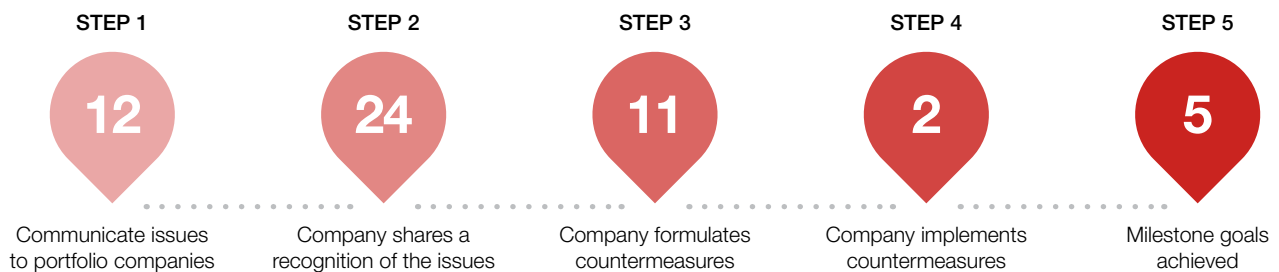 STEP 1
STEP 2
STEP 3
STEP 4
STEP 5
12
24
11
2
5
Communicate issues
to portfolio companies
Company shares a
recognition of the issues
Company formulates
countermeasures
Company implements
countermeasures
Milestone goals
achieved